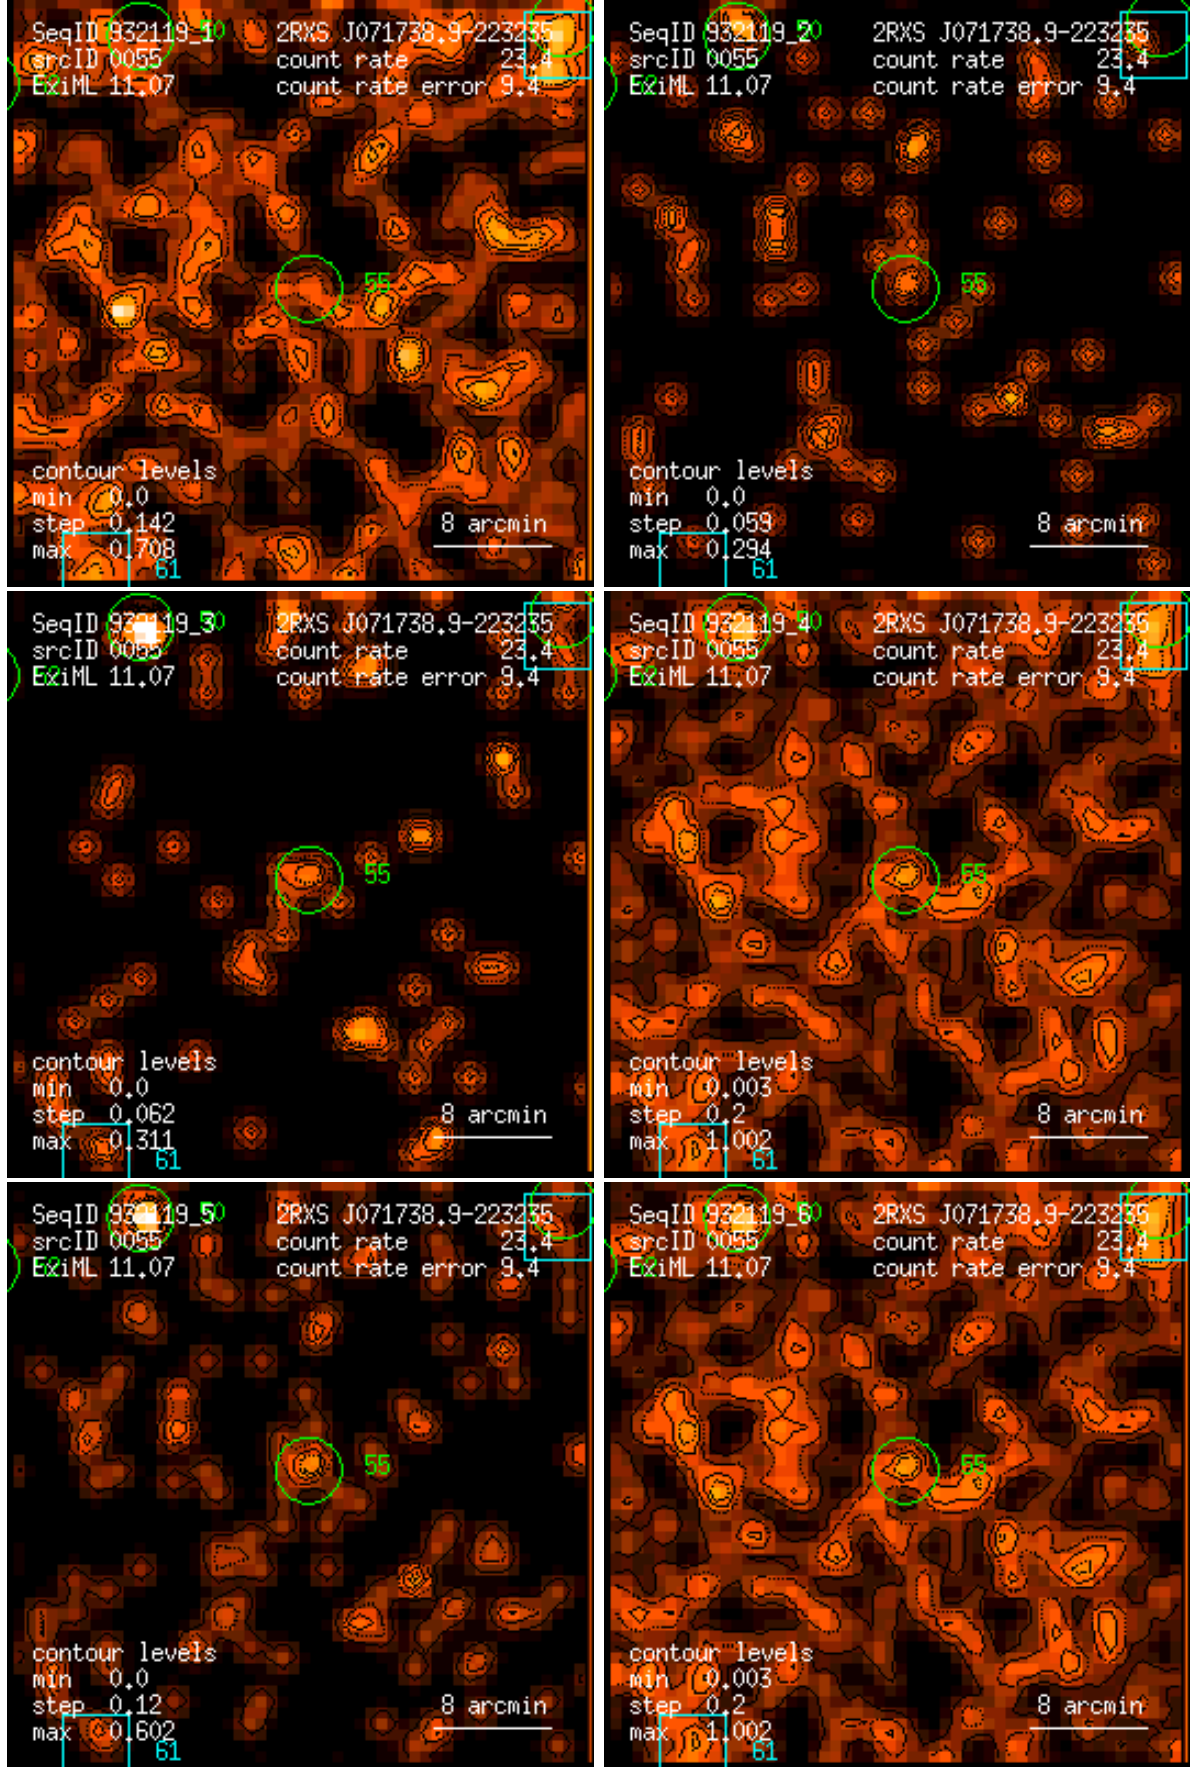 SeqID 932119_1 50 2RXS J071738.9-223235
srcID 0055 count rate 23.4
ExiML 11.07 count rate error 9.4
55
contour levels
min 0.0
step 0.142
max 0.708
8 arcmin
61
SeqID 932119_2 50 2RXS J071738.9-223235
srcID 0055 count rate 23.4
ExiML 11.07 count rate error 9.4
55
contour levels
min 0.0
step 0.059
max 0.294
8 arcmin
61
SeqID 932119_3 50 2RXS J071738.9-223235
srcID 0055 count rate 23.4
ExiML 11.07 count rate error 9.4
55
contour levels
min 0.0
step 0.062
max 0.311
8 arcmin
61
SeqID 932119_4 50 2RXS J071738.9-223235
srcID 0055 count rate 23.4
ExiML 11.07 count rate error 9.4
55
contour levels
min 0.003
step 0.2
max 1.002
8 arcmin
61
SeqID 932119_5 50 2RXS J071738.9-223235
srcID 0055 count rate 23.4
ExiML 11.07 count rate error 9.4
55
contour levels
min 0.0
step 0.12
max 0.602
8 arcmin
61
SeqID 932119_6 50 2RXS J071738.9-223235
srcID 0055 count rate 23.4
ExiML 11.07 count rate error 9.4
55
contour levels
min 0.003
step 0.2
max 1.002
8 arcmin
61